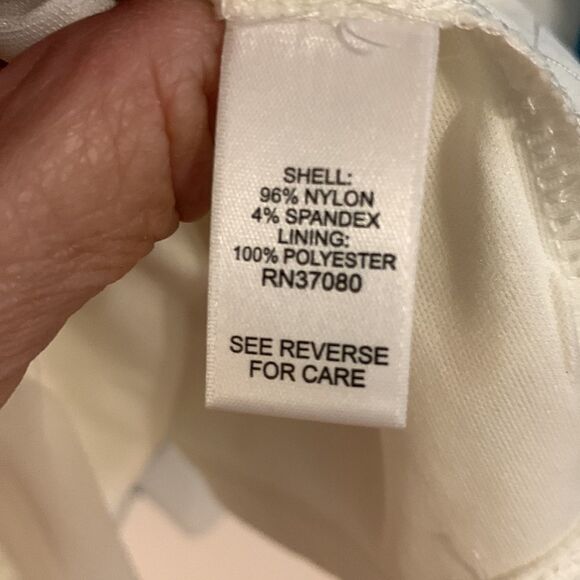 SHELL:
96% NYLON
4% SPANDEX
LINING:
100% POLYESTER
RN37080
SEE REVERSE
FOR CARE